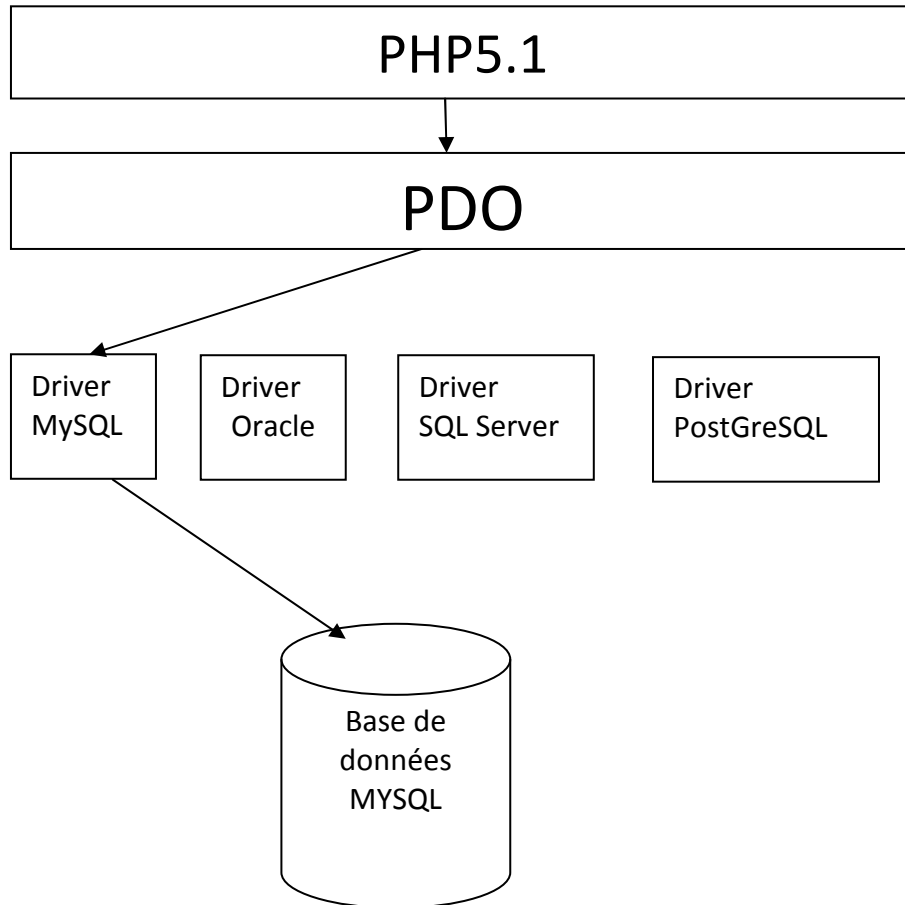 PHP5.1
PDO
Driver
MySQL
Driver
Oracle
Driver
SQL Server
Driver
PostGreSQL
Base de
données
MYSQL